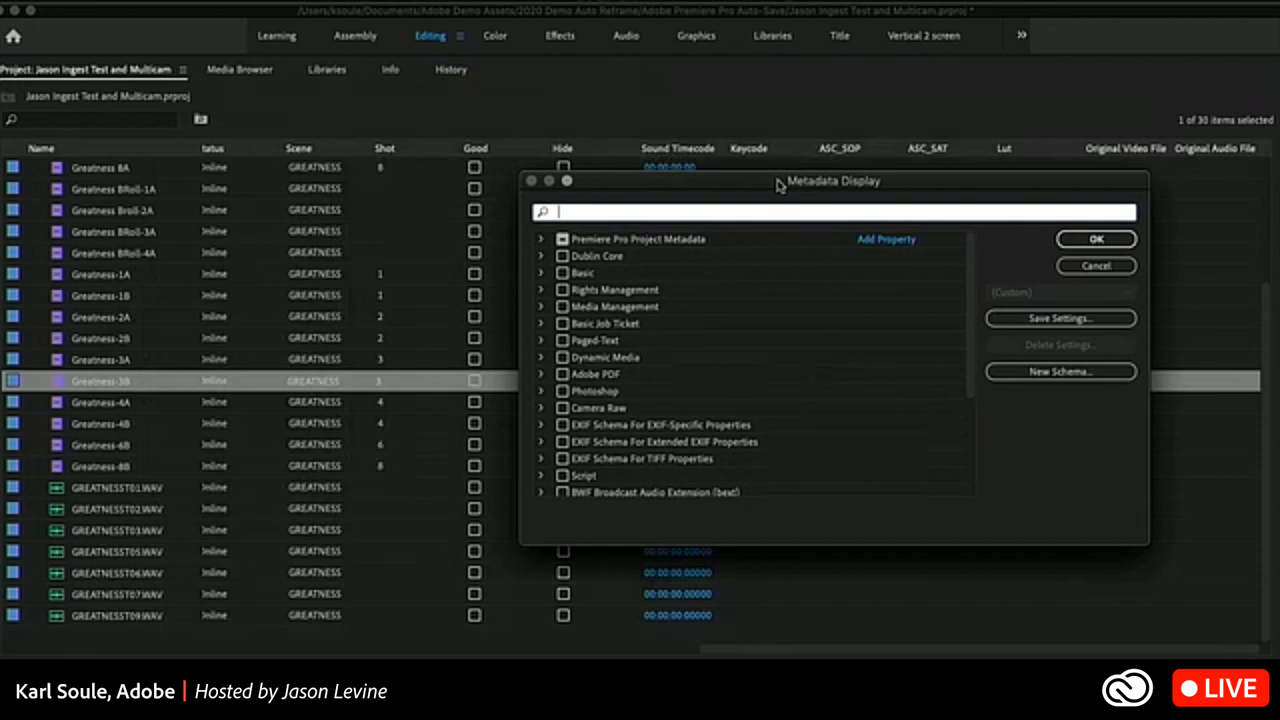 /Users/ksoule/Documents/Adobe Demo Assets/2020 Demo Auto Reframe/Adobe Premiere Pro Auto-Save/Jason Ingest Test and Multicam.prproj *
Learning Assembly Editing Color Effects Audio Graphics Libraries Title Vertical 2 screen
Project: Jason Ingest Test and Multicam Media Browser Libraries Info History
Jason Ingest Test and Multicam.prproj
1 of 30 items selected
Name tatus Scene Shot Good Hide Sound Timecode Keycode ASC_SOP ASC_SAT Lut Original Video File Original Audio File
Greatness 8A Inline GREATNESS 8 00:00:00:00
Greatness BRoll-1A Inline GREATNESS
Greatness Broll-2A Inline GREATNESS
Greatness BRoll-3A Inline GREATNESS
Greatness BRoll-4A Inline GREATNESS
Greatness-1A Inline GREATNESS 1
Greatness-1B Inline GREATNESS 1
Greatness-2A Inline GREATNESS 2
Greatness-2B Inline GREATNESS 2
Greatness-3A Inline GREATNESS 3
Greatness-3B Inline GREATNESS 3
Greatness-4A Inline GREATNESS 4
Greatness-4B Inline GREATNESS 4
Greatness-6B Inline GREATNESS 6
Greatness-8B Inline GREATNESS 8
GREATNESST01.WAV Inline GREATNESS
GREATNESST02.WAV Inline GREATNESS
GREATNESST03.WAV Inline GREATNESS
GREATNESST05.WAV Inline GREATNESS 00:00:00:00000
GREATNESST06.WAV Inline GREATNESS 00:00:00:00000
GREATNESST07.WAV Inline GREATNESS 00:00:00:00000
GREATNESST09.WAV Inline GREATNESS 00:00:00:00000
Metadata Display
Premiere Pro Project Metadata Add Property
Dublin Core
Basic
Rights Management
Media Management
Basic Job Ticket
Paged-Text
Dynamic Media
Adobe PDF
Photoshop
Camera Raw
EXIF Schema For EXIF-Specific Properties
EXIF Schema For Extended EXIF Properties
EXIF Schema For TIFF Properties
Script
BWF Broadcast Audio Extension (bext)
OK
Cancel
(Custom)
Save Settings...
Delete Settings...
New Schema...
Karl Soule, Adobe | Hosted by Jason Levine
LIVE